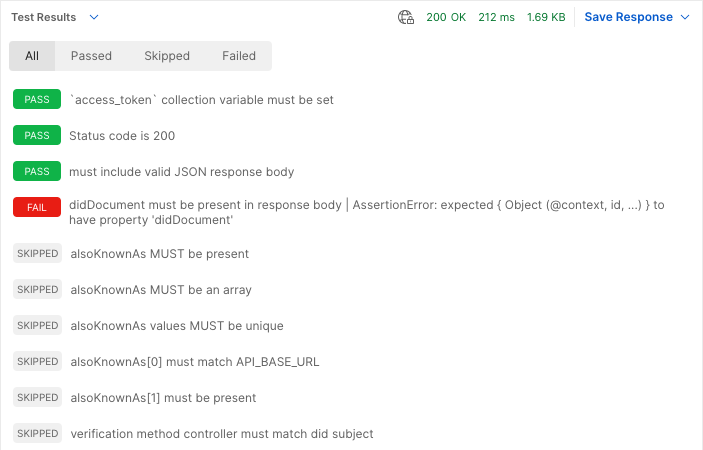 Test Results 200 OK 212 ms 1.69 KB Save Response
All Passed Skipped Failed
PASS `access_token` collection variable must be set
PASS Status code is 200
PASS must include valid JSON response body
FAIL didDocument must be present in response body | AssertionError: expected { Object (@context, id, ...) } to
have property 'didDocument'
SKIPPED alsoKnownAs MUST be present
SKIPPED alsoKnownAs MUST be an array
SKIPPED alsoKnownAs values MUST be unique
SKIPPED alsoKnownAs[0] must match API_BASE_URL
SKIPPED alsoKnownAs[1] must be present
SKIPPED verification method controller must match did subject